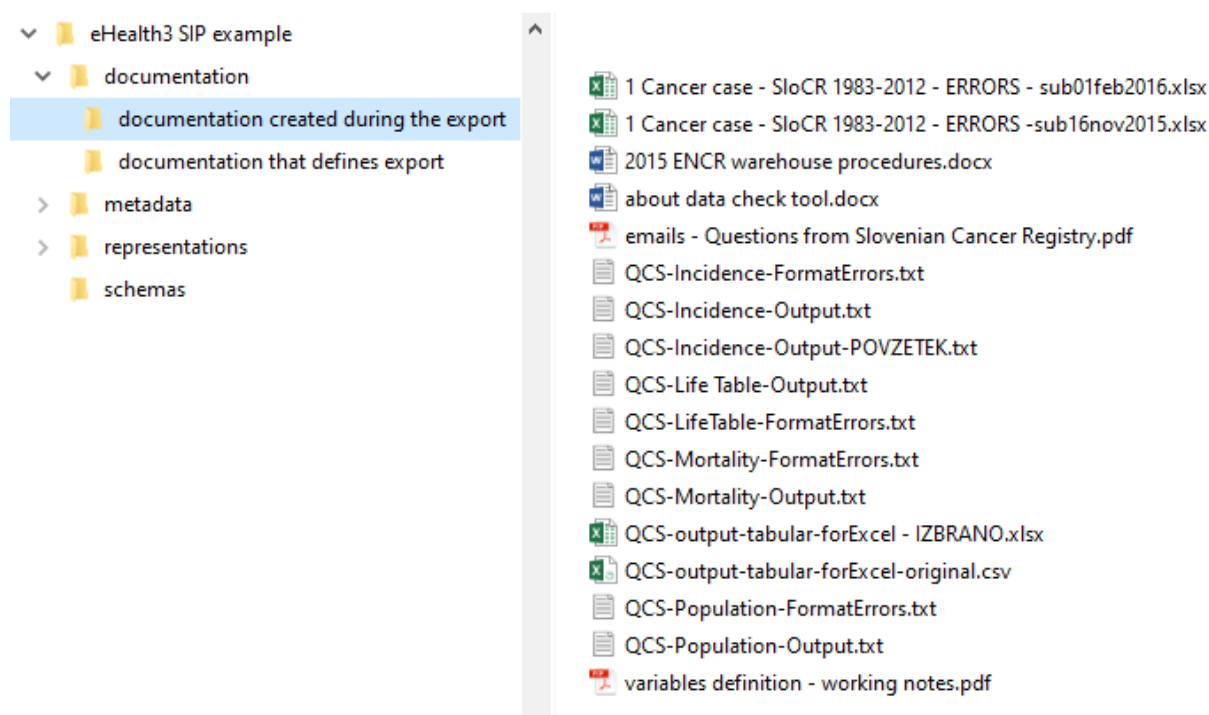 eHealth3 SIP example
documentation
documentation created during the export
documentation that defines export
metadata
representations
schemas
1 Cancer case - SloCR 1983-2012 - ERRORS - sub01feb2016.xlsx
1 Cancer case - SloCR 1983-2012 - ERRORS -sub16nov2015.xlsx
2015 ENCR warehouse procedures.docx
about data check tool.docx
emails - Questions from Slovenian Cancer Registry.pdf
QCS-Incidence-FormatErrors.txt
QCS-Incidence-Output.txt
QCS-Incidence-Output-POVZETEK.txt
QCS-Life Table-Output.txt
QCS-LifeTable-FormatErrors.txt
QCS-Mortality-FormatErrors.txt
QCS-Mortality-Output.txt
QCS-output-tabular-forExcel - IZBRANO.xlsx
QCS-output-tabular-forExcel-original.csv
QCS-Population-FormatErrors.txt
QCS-Population-Output.txt
variables definition - working notes.pdf